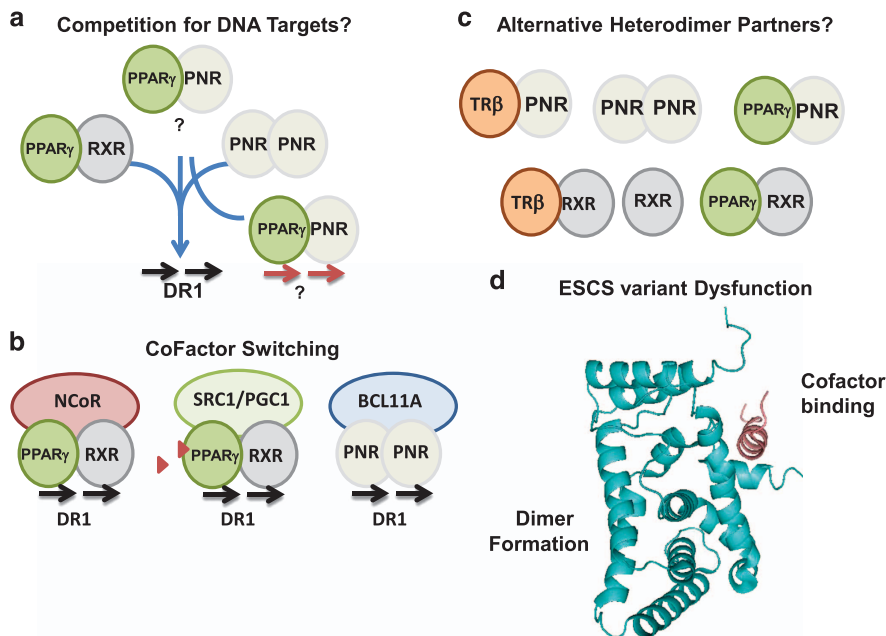 a
Competition for DNA Targets?
PPARγ PNR
?
PPARγ RXR
PNR PNR
PPARγ PNR
DR1
?
b
CoFactor Switching
NCoR
PPARγ RXR
DR1
SRC1/PGC1
PPARγ RXR
DR1
BCL11A
PNR PNR
DR1
c
Alternative Heterodimer Partners?
TRβ PNR
PNR PNR
PPARγ PNR
TRβ RXR
RXR
PPARγ RXR
d
ESCS variant Dysfunction
Cofactor
binding
Dimer
Formation